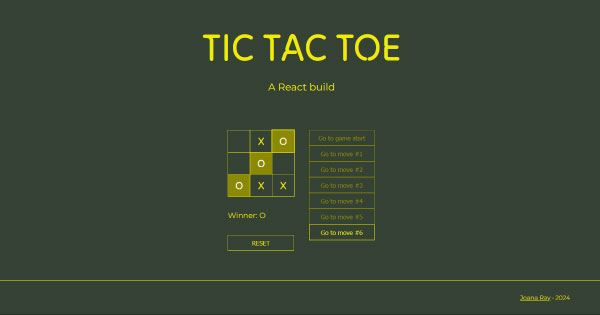 TIC TAC TOE
A React build
X O
O
O X X
Winner: O
RESET
Go to game start
Go to move #1
Go to move #2
Go to move #3
Go to move #4
Go to move #5
Go to move #6
Joana Ray - 2024